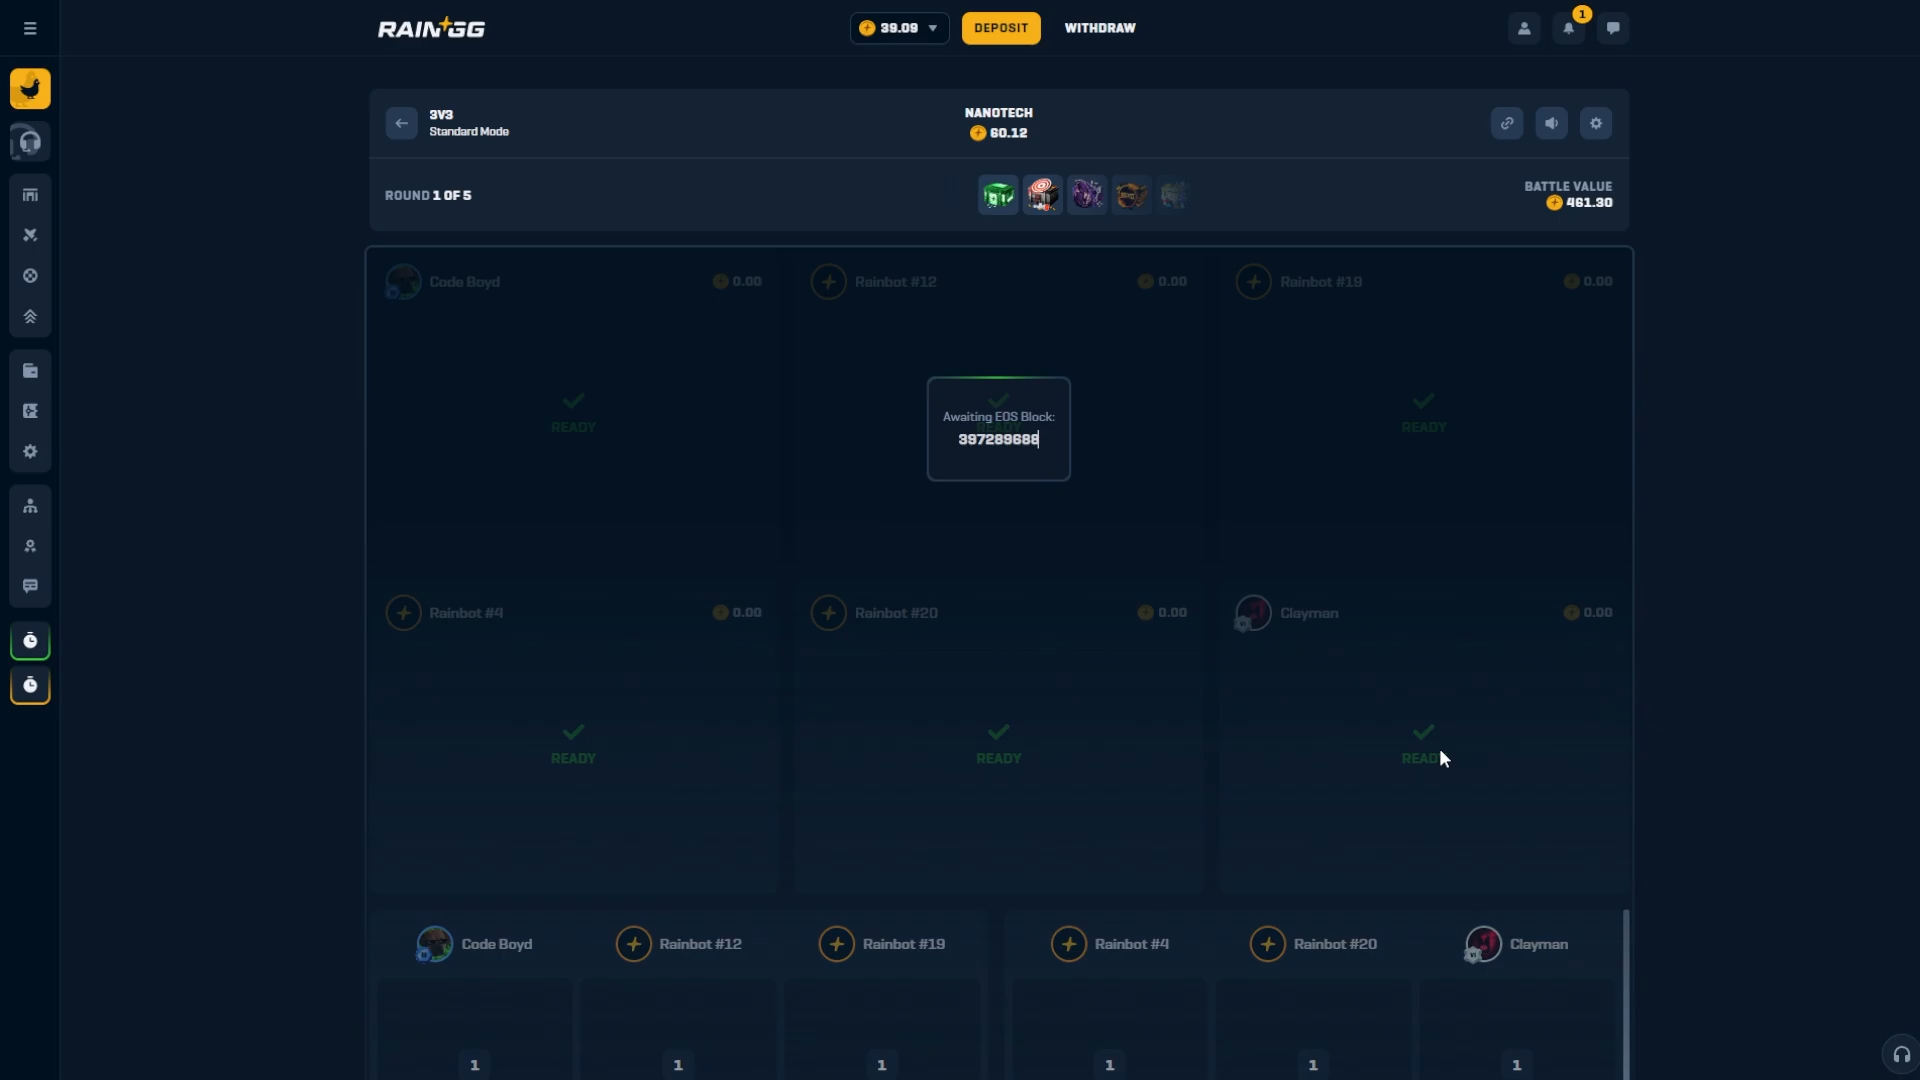 RAIN GG
39.09
DEPOSIT
WITHDRAW
1
3V3
Standard Mode
NANOTECH
60.12
ROUND 1 OF 5
BATTLE VALUE
461.30
Code Boyd
0.00
Rainbot #12
0.00
Rainbot #19
0.00
READY
READY
READY
Awaiting EOS Block:
397289688
Rainbot #4
0.00
Rainbot #20
0.00
Clayman
0.00
READY
READY
READY
Code Boyd
Rainbot #12
Rainbot #19
Rainbot #4
Rainbot #20
Clayman
1
1
1
1
1
1